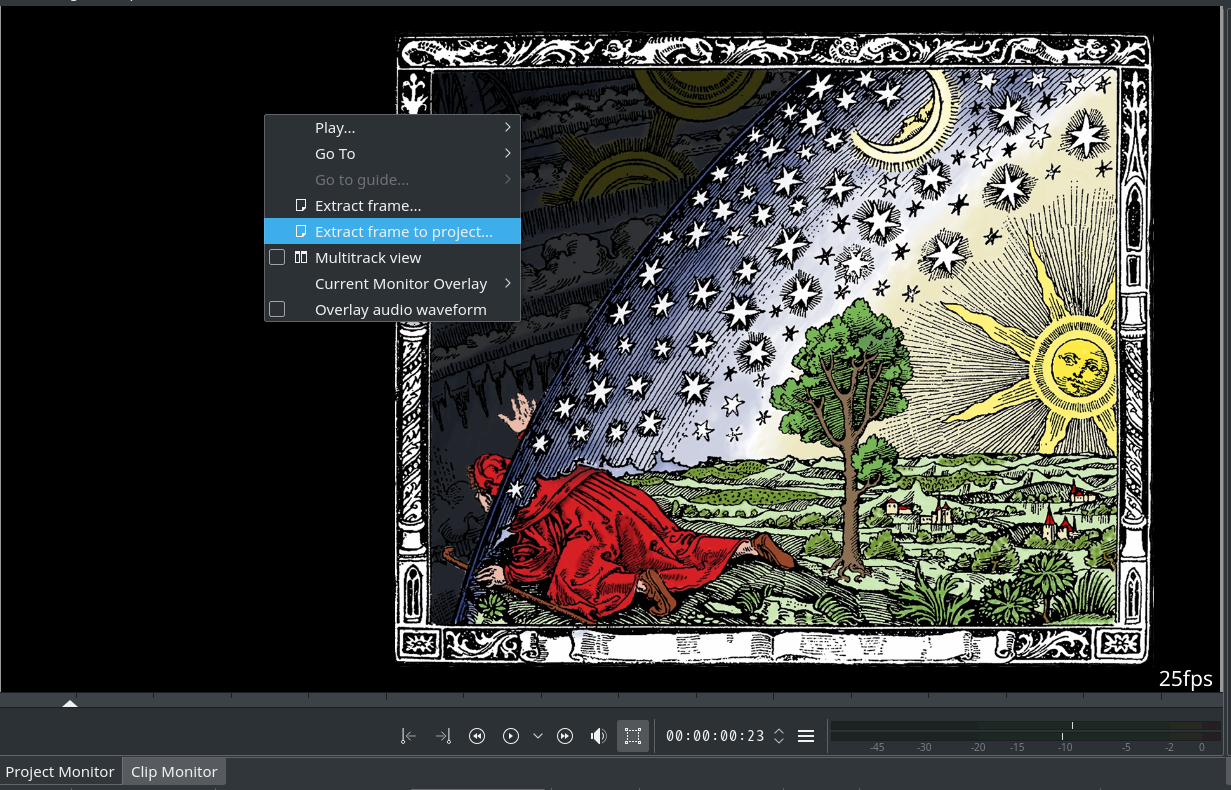 Play...
Go To
Go to guide...
Extract frame...
Extract frame to project...
Multitrack view
Current Monitor Overlay
Overlay audio waveform
25fps
00:00:00:23
-45 -30 -20 -15 -10 -5 -2 0
Project Monitor Clip Monitor